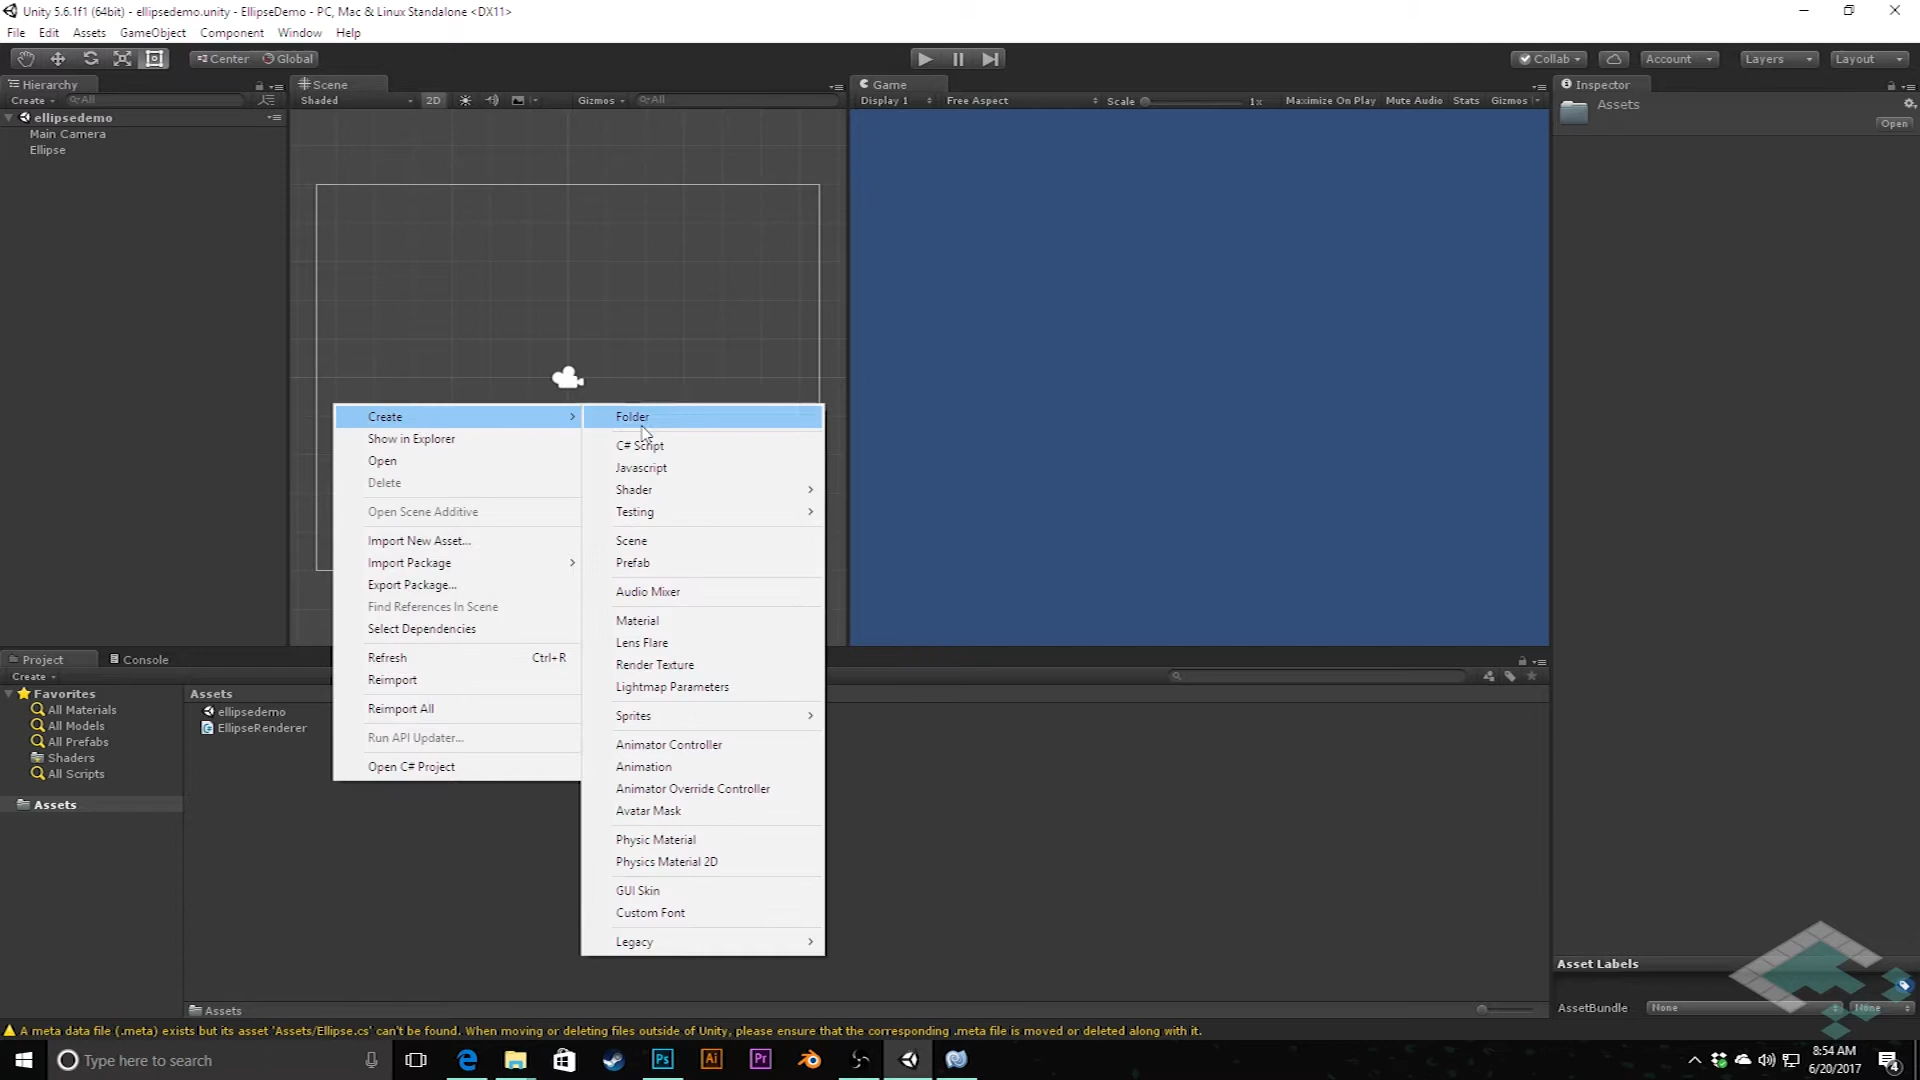 Unity 5.6.1f1 (64bit) - ellipsedemo.unity - EllipseDemo - PC, Mac & Linux Standalone <DX11>
File Edit Assets GameObject Component Window Help
Center Global Collab Account Layers Layout
Hierarchy Scene Game Inspector
Create All Shaded 2D Gizmos All Display 1 Free Aspect Scale 1x Maximize On Play Mute Audio Stats Gizmos Assets
Open
ellipsedemo
Main Camera
Ellipse
Create
Show in Explorer
Open
Delete
Open Scene Additive
Import New Asset...
Import Package
Export Package...
Find References In Scene
Select Dependencies
Refresh Ctrl+R
Reimport
Reimport All
Run API Updater...
Open C# Project
Folder
C# Script
Javascript
Shader
Testing
Scene
Prefab
Audio Mixer
Material
Lens Flare
Render Texture
Lightmap Parameters
Sprites
Animator Controller
Animation
Animator Override Controller
Avatar Mask
Physic Material
Physics Material 2D
GUI Skin
Custom Font
Legacy
Project Console
Create
Favorites
All Materials
All Models
All Prefabs
Shaders
All Scripts
Assets
Assets
ellipsedemo
EllipseRenderer
Assets
Asset Labels
AssetBundle None None
A meta data file (.meta) exists but its asset 'Assets/Ellipse.cs' can't be found. When moving or deleting files outside of Unity, please ensure that the corresponding .meta file is moved or deleted along with it.
Type here to search
Ps Ai Pr
8:54 AM
6/20/2017
4